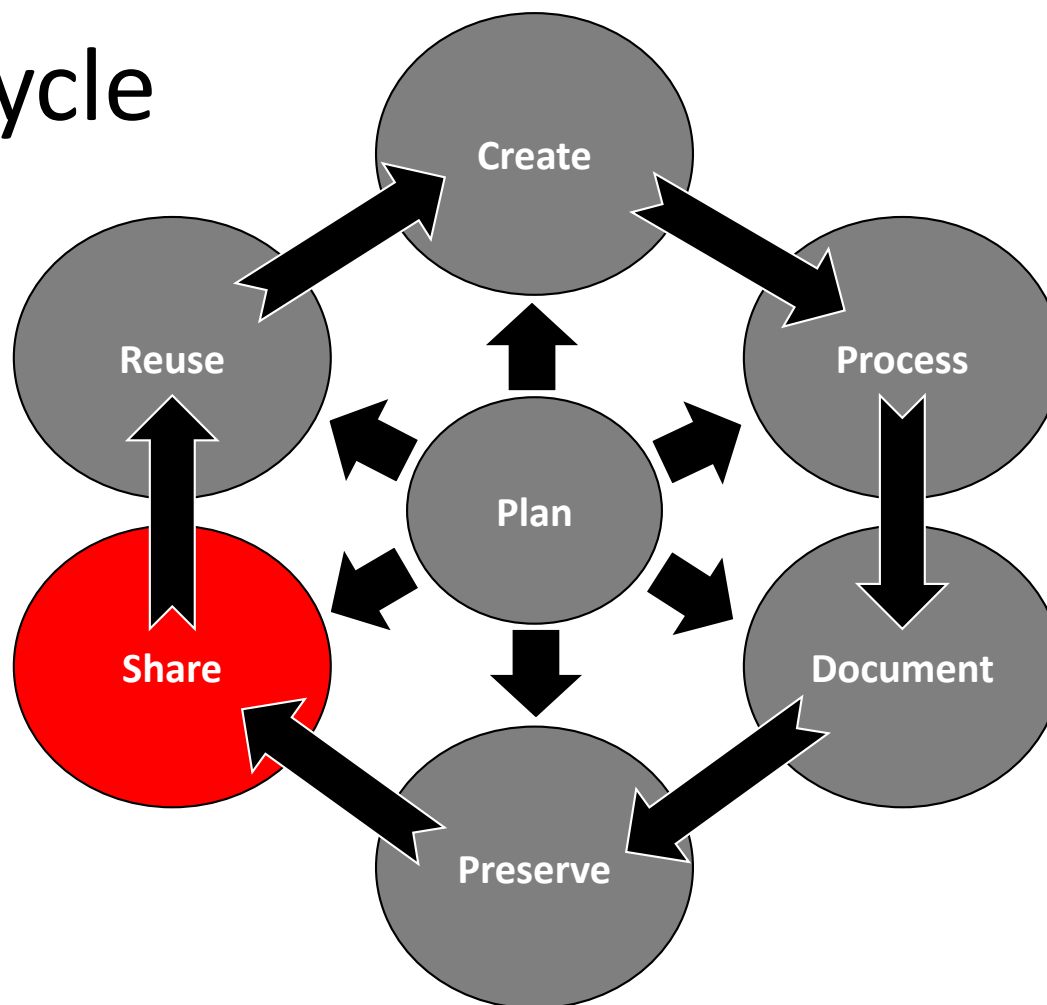 ycle
Create
Reuse
Process
Plan
Share
Document
Preserve